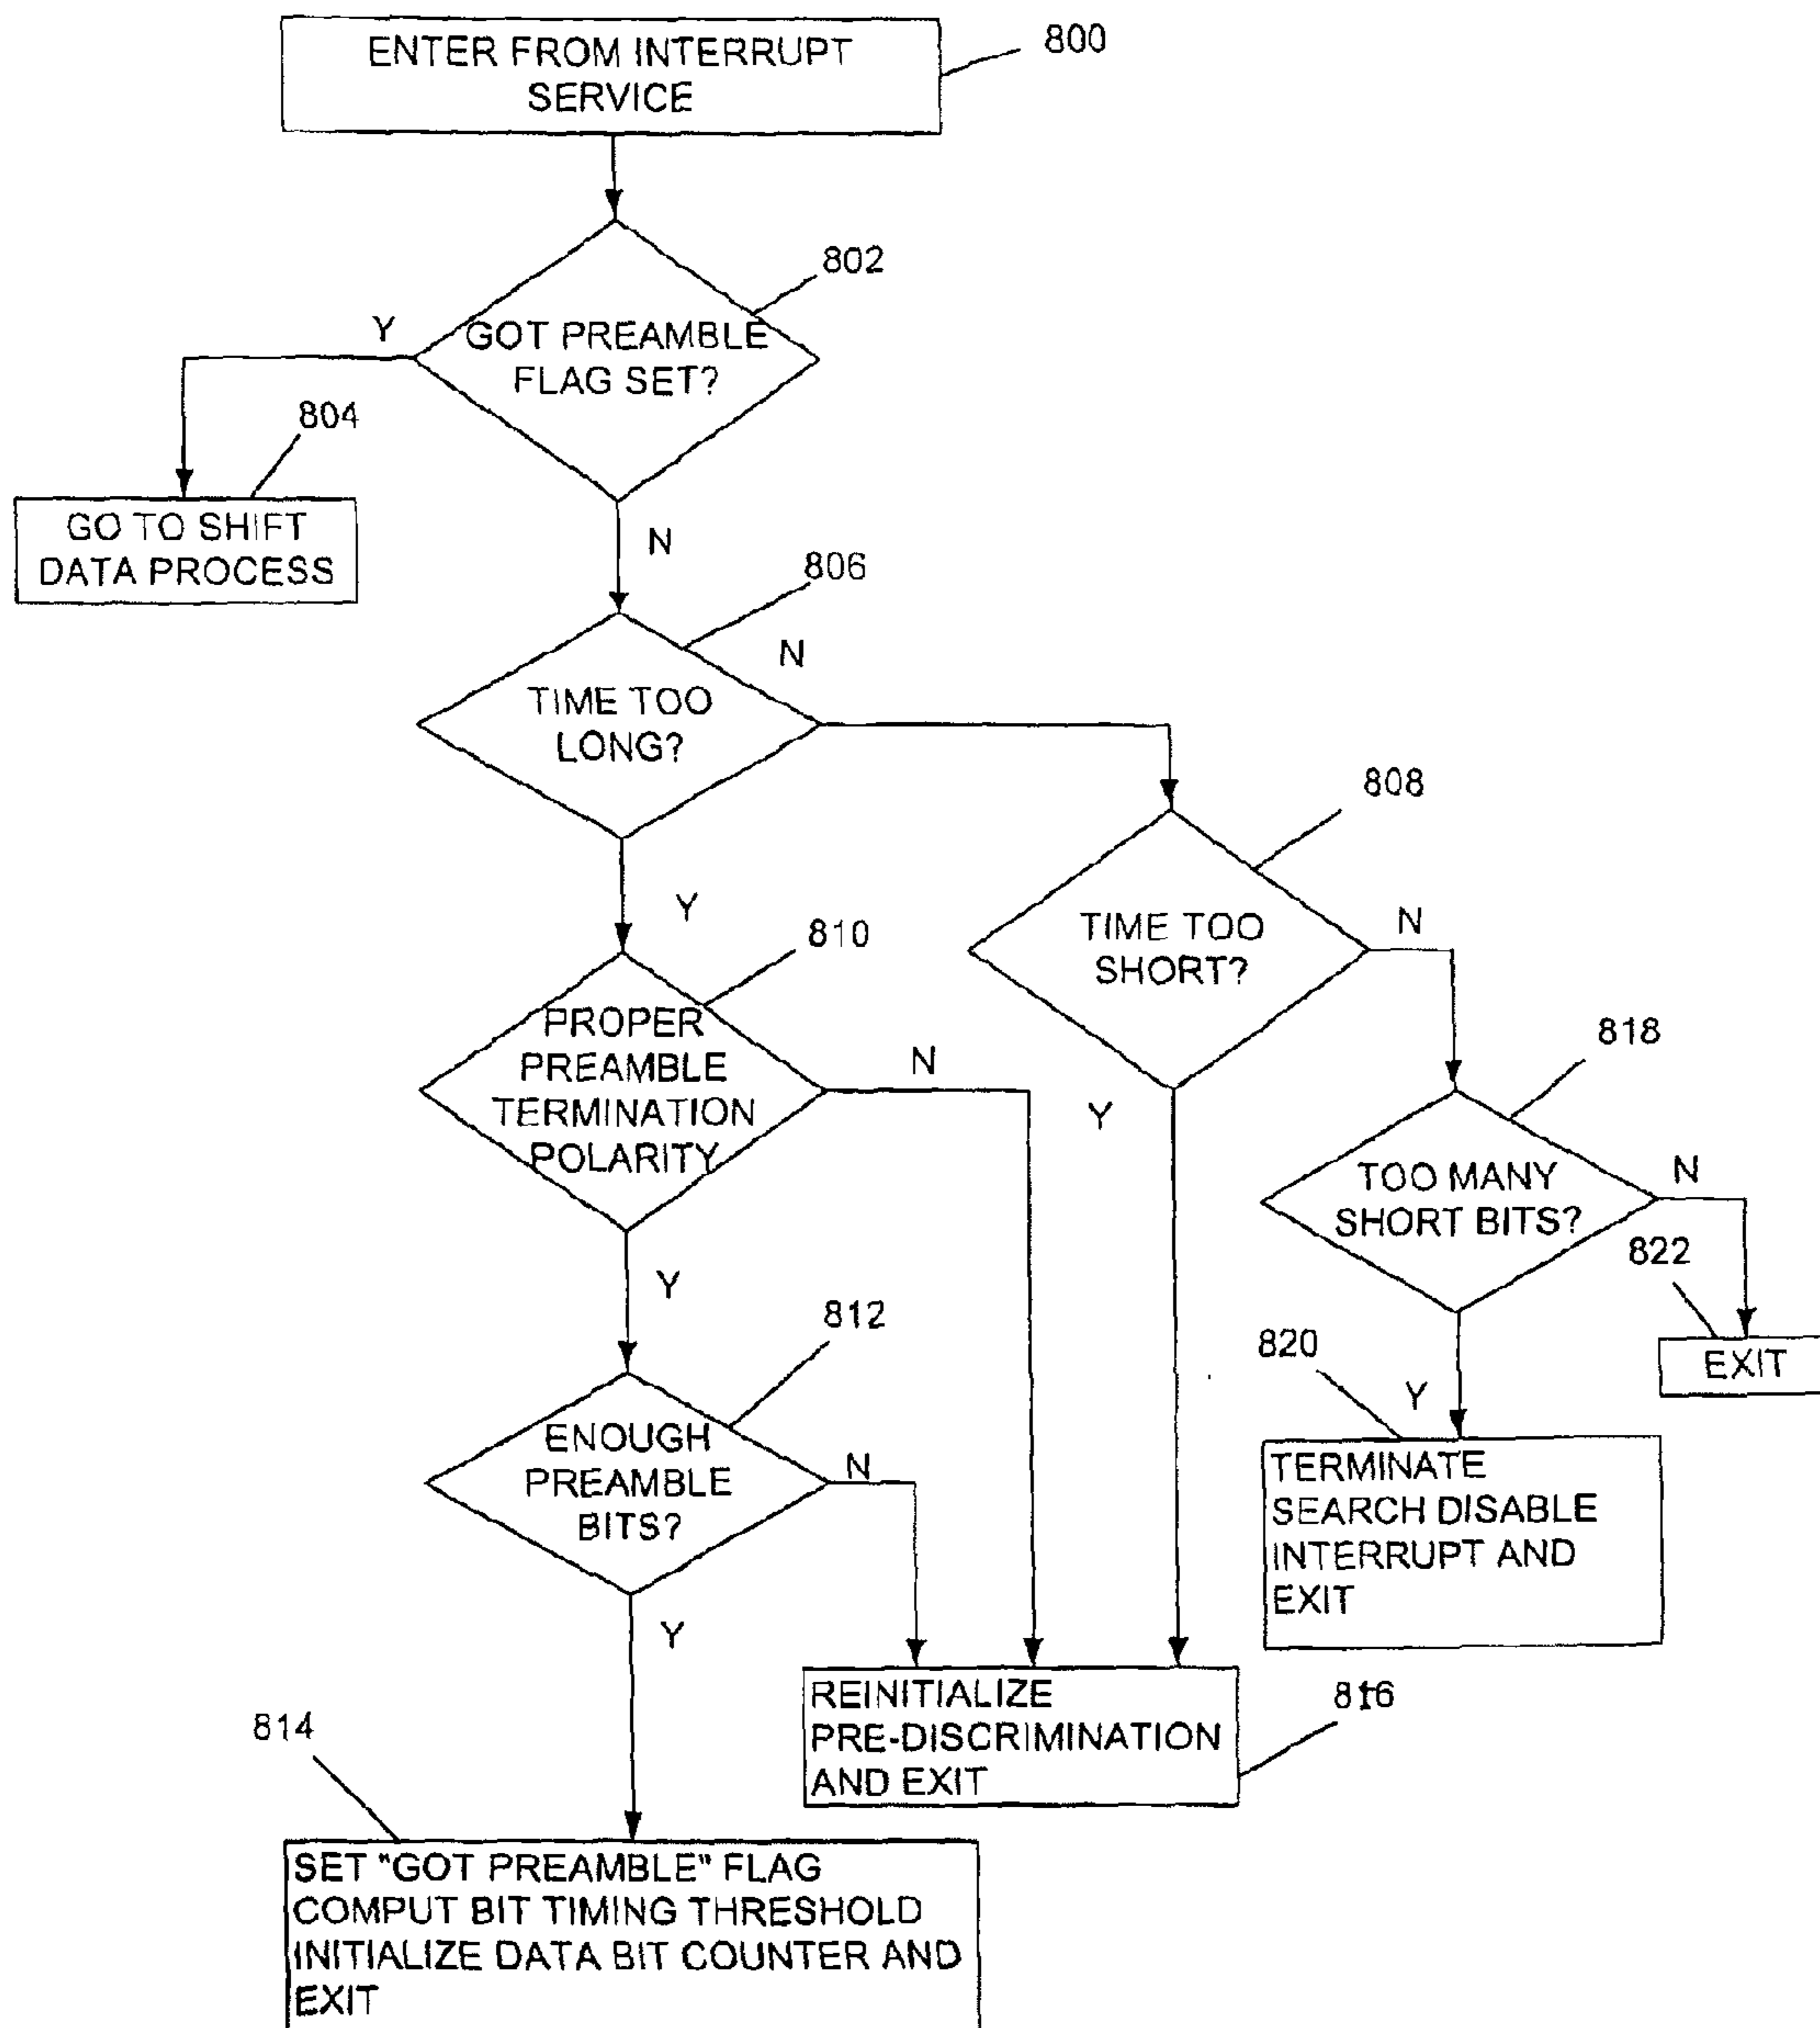 ENTER FROM INTERRUPT
SERVICE
800
802
Y
GOT PREAMBLE
FLAG SET?
804
GO TO SHIFT
DATA PROCESS
N
806
N
TIME TOO
LONG?
808
Y
810
TIME TOO
SHORT?
N
PROPER
PREAMBLE
TERMINATION
POLARITY
N
818
Y
TOO MANY
SHORT BITS?
N
822
Y
812
820
EXIT
Y
ENOUGH
PREAMBLE
BITS?
N
TERMINATE
SEARCH DISABLE
INTERRUPT AND
EXIT
Y
REINITIALIZE
PRE-DISCRIMINATION
AND EXIT
816
814
SET "GOT PREAMBLE" FLAG
COMPUT BIT TIMING THRESHOLD
INITIALIZE DATA BIT COUNTER AND
EXIT